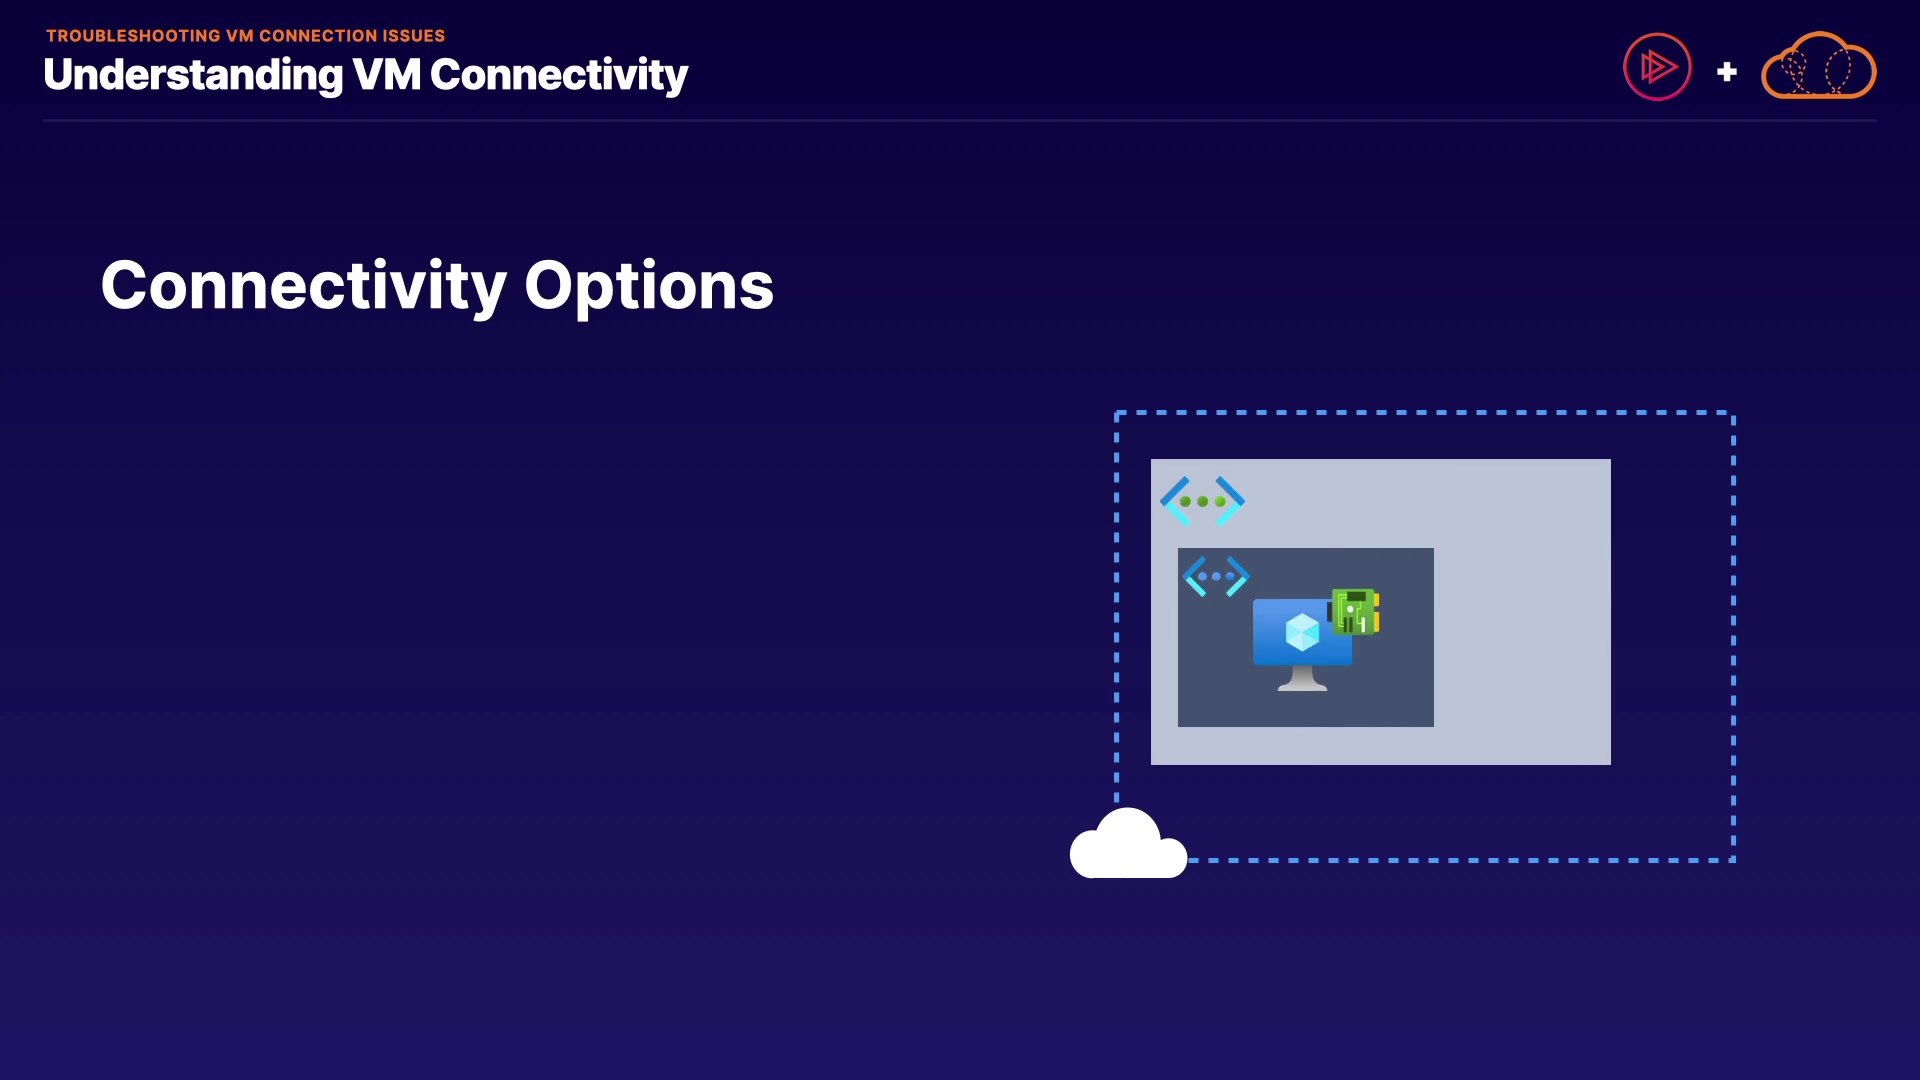 TROUBLESHOOTING VM CONNECTION ISSUES
Understanding VM Connectivity
+
Connectivity Options